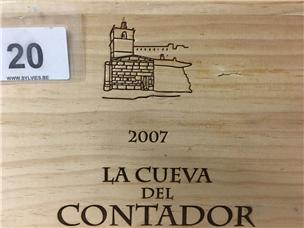 20
WWW.SYLVIES.BE
2007
LA CUEVA
DEL
CONTADOR